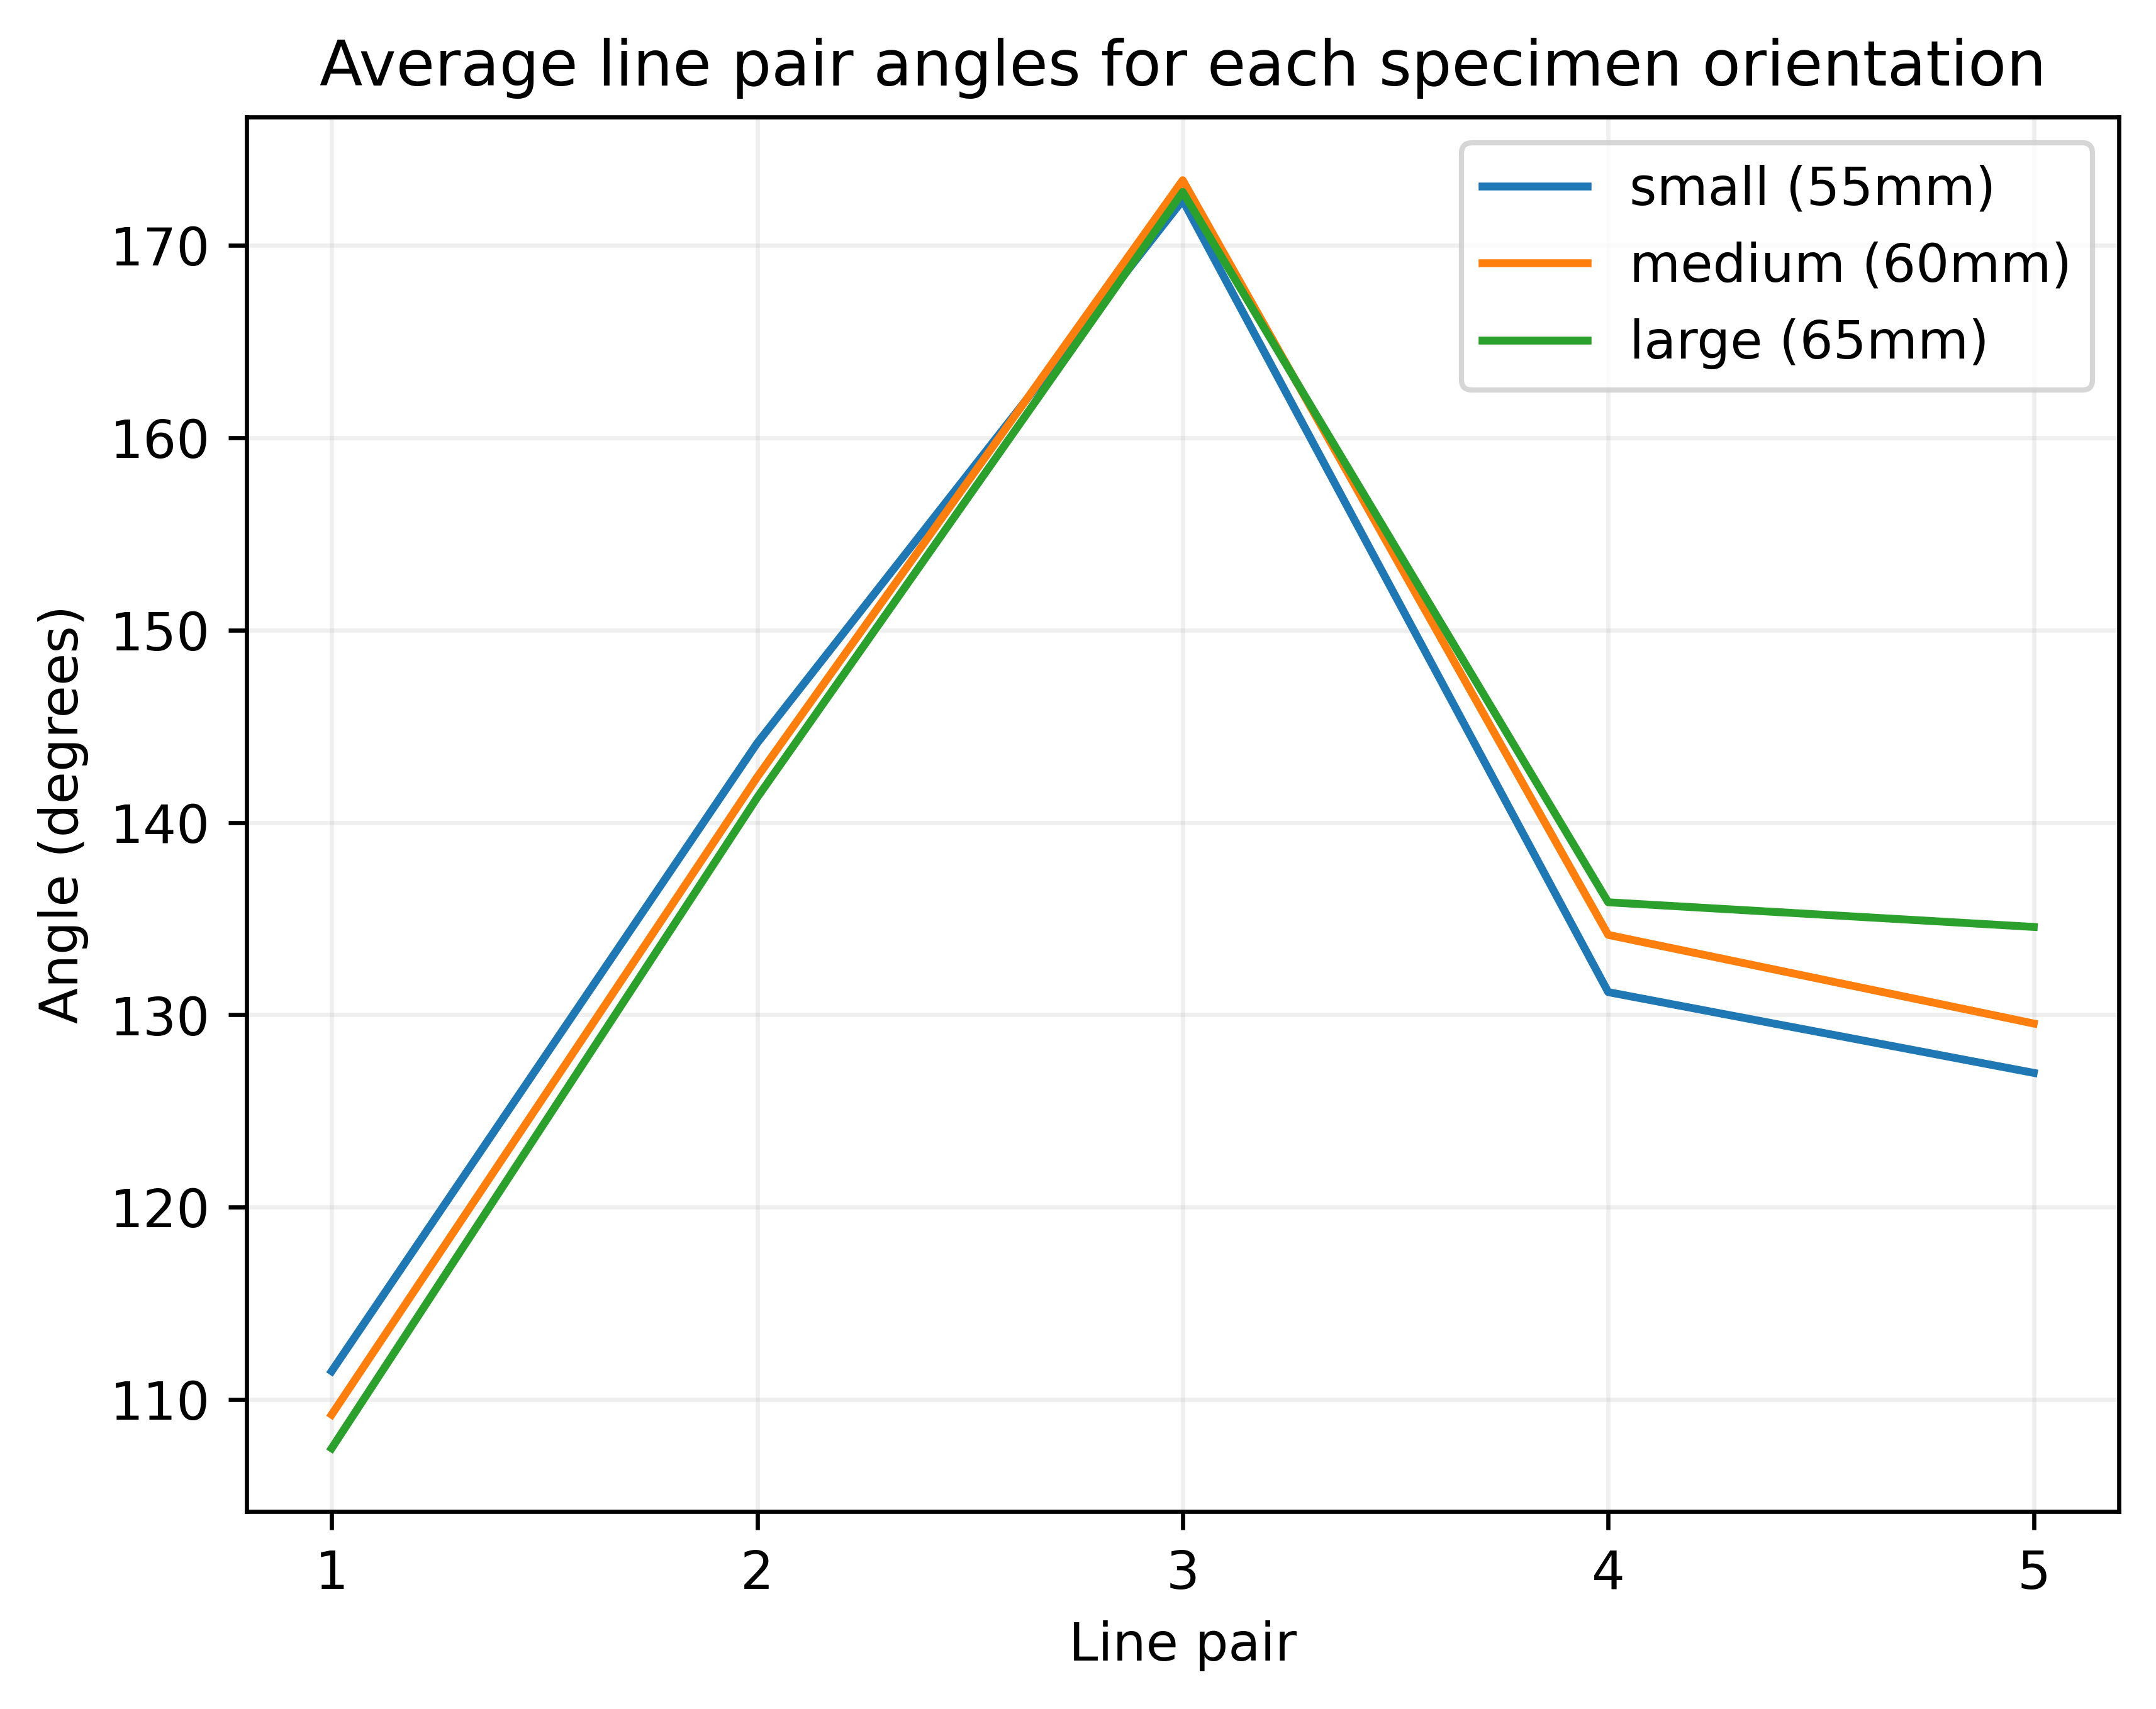 Average line pair angles for each specimen orientation
small (55mm)
medium (60mm)
large (65mm)
170
160
150
140
130
120
110
Angle (degrees)
1 2 3 4 5
Line pair